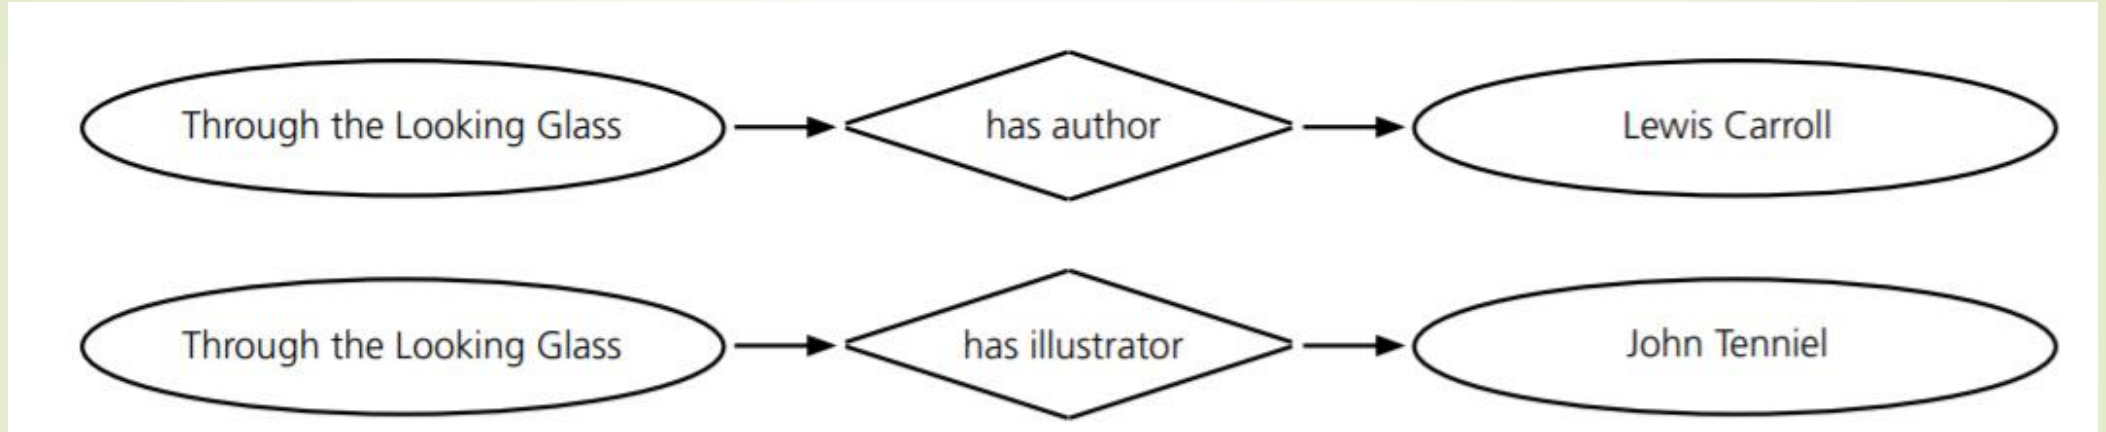 Through the Looking Glass
has author
Lewis Carroll
Through the Looking Glass
has illustrator
John Tenniel